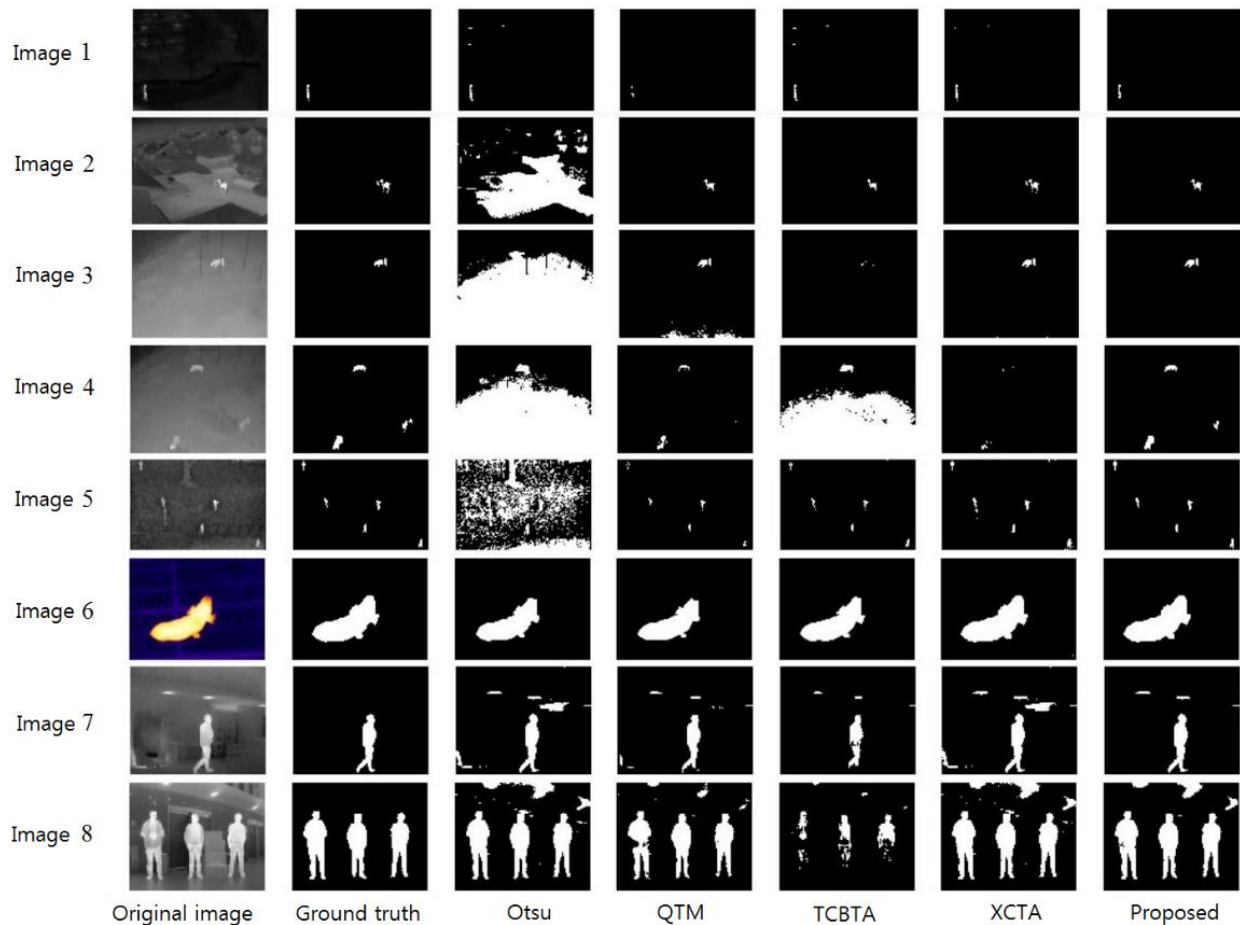 Image 1
Image 2
Image 3
Image 4
Image 5
Image 6
Image 7
Image 8
Original image Ground truth Otsu QTM TCBTA XCTA Proposed